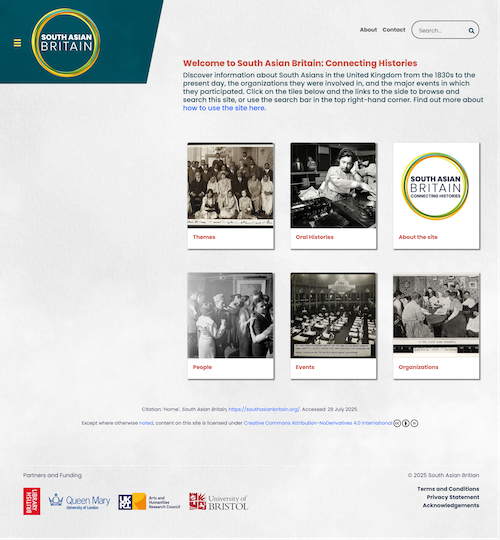 SOUTH ASIAN
BRITAIN
About
Contact
Search...
Welcome to South Asian Britain: Connecting Histories
Discover information about South Asians in the United Kingdom from the 1830s to the
present day, the organizations they were involved in, and the major events in which
they participated. Click on the tiles below and the links to the side to browse and
search this site, or use the search bar in the top right-hand corner. Find out more about
how to use the site here.
SOUTH ASIAN
BRITAIN
CONNECTING HISTORIES
Themes
Oral Histories
About the site
People
Events
Organizations
Citation: 'Home', South Asian Britain, https://southasianbritain.org/. Accessed: 28 July 2025.
Except where otherwise noted, content on this site is licensed under Creative Commons Attribution-NoDerivatives 4.0 International
Partners and Funding
© 2025 South Asian Britian
BRITISH
LIBRARY
Queen Mary
University of London
UK
RI
Arts and
Humanities
Research Council
University of
BRISTOL
Terms and Conditions
Privacy Statement
Acknowledgements